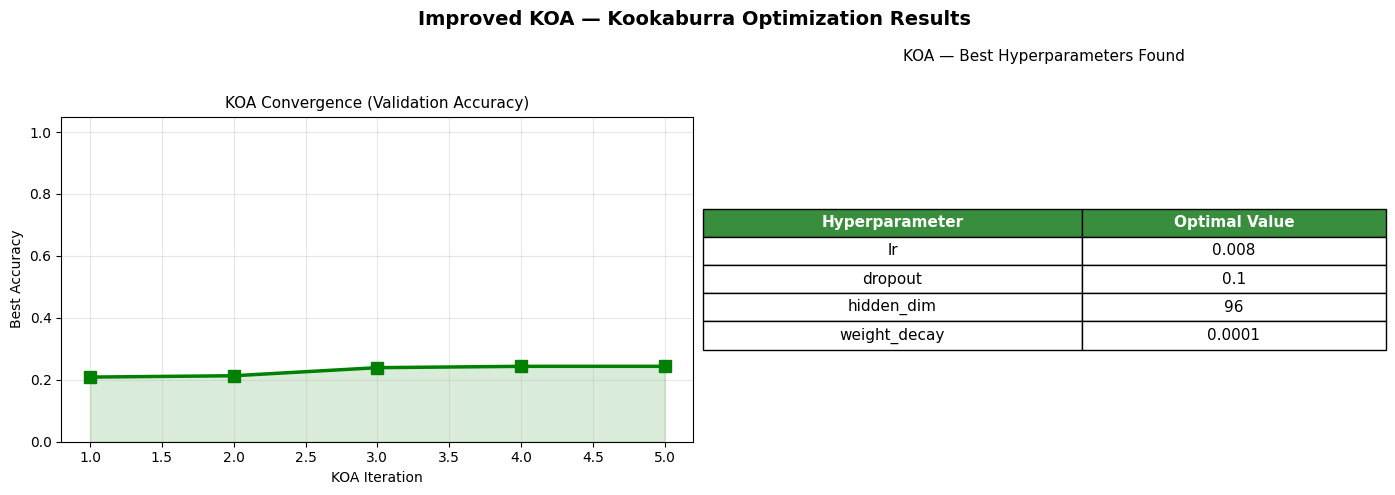 Improved KOA — Kookaburra Optimization Results
KOA Convergence (Validation Accuracy)
Best Accuracy
1.0
0.8
0.6
0.4
0.2
0.0
1.0 1.5 2.0 2.5 3.0 3.5 4.0 4.5 5.0
KOA Iteration
KOA — Best Hyperparameters Found
Hyperparameter Optimal Value
lr 0.008
dropout 0.1
hidden_dim 96
weight_decay 0.0001